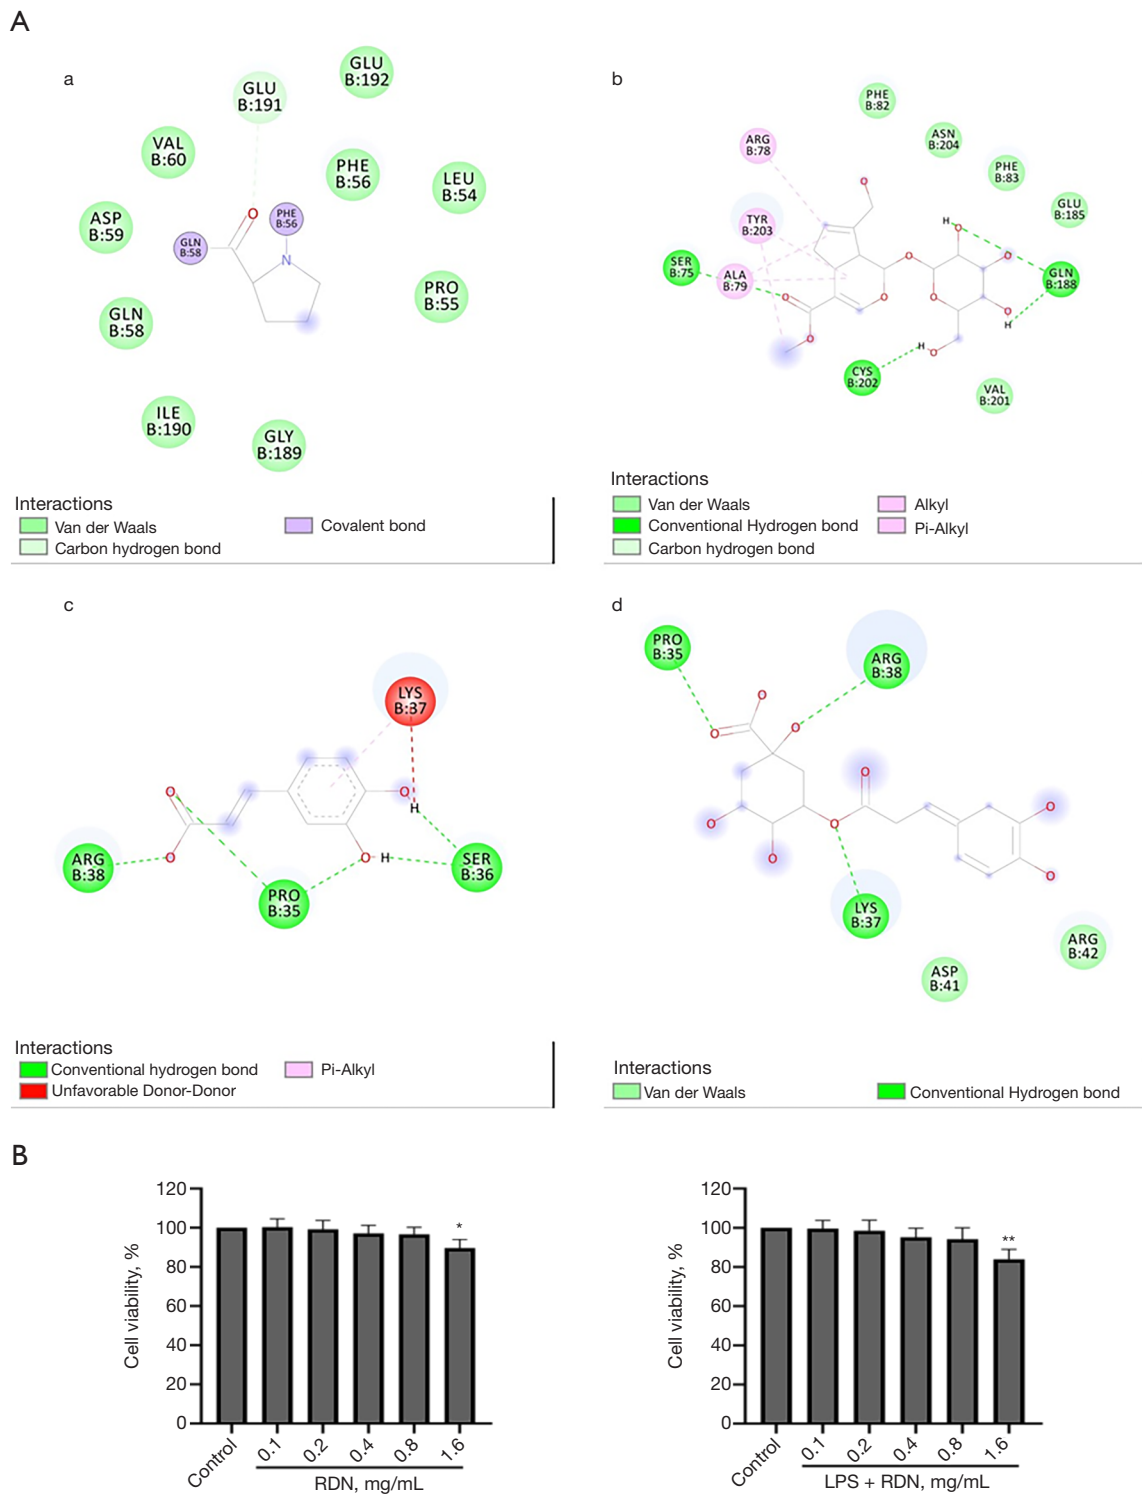 A
a
GLU
B:191
GLU
B:192
VAL
B:60
PHE
B:56
LEU
B:54
ASP
B:59
O
PHE
B:56
GLN
B:58
N
PRO
B:55
GLN
B:58
ILE
B:190
GLY
B:189
Interactions
Van der Waals
Covalent bond
Carbon hydrogen bond
b
PHE
B:82
ARG
B:78
ASN
B:204
PHE
B:83
O
GLU
B:185
TYR
B:203
H
O
O
O
SER
B:75
ALA
B:79
GLN
B:188
O
O
O
O
O
H
H
O
CYS
B:202
VAL
B:201
Interactions
Van der Waals
Alkyl
Conventional Hydrogen bond
Pi-Alkyl
Carbon hydrogen bond
c
LYS
B:37
O
O
H
O
O
H
ARG
B:38
SER
B:36
PRO
B:35
Interactions
Conventional hydrogen bond
Pi-Alkyl
Unfavorable Donor-Donor
d
PRO
B:35
ARG
B:38
O
O
O
O
O
O
O
O
O
LYS
B:37
ARG
B:42
ASP
B:41
Interactions
Van der Waals
Conventional Hydrogen bond
B
Cell viability, %
120
100
80
60
40
20
0
*
Control
0.1
0.2
0.4
0.8
1.6
RDN, mg/mL
Cell viability, %
120
100
80
60
40
20
0
**
Control
0.1
0.2
0.4
0.8
1.6
LPS + RDN, mg/mL